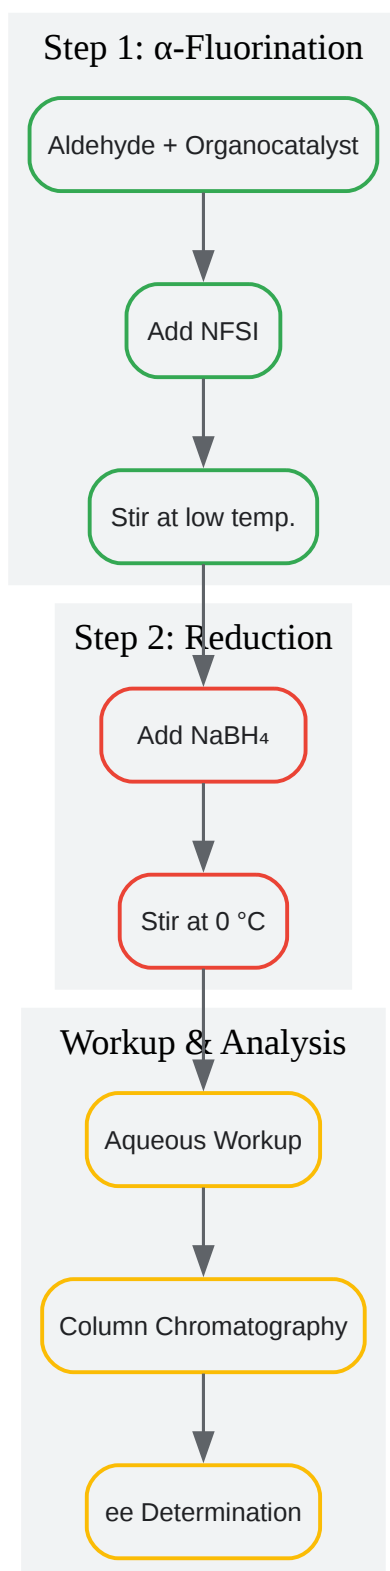 Step 1: α-Fluorination
Aldehyde + Organocatalyst
Add NFSI
Stir at low temp.
Step 2: Reduction
Add NaBH₄
Stir at 0 °C
Workup & Analysis
Aqueous Workup
Column Chromatography
ee Determination